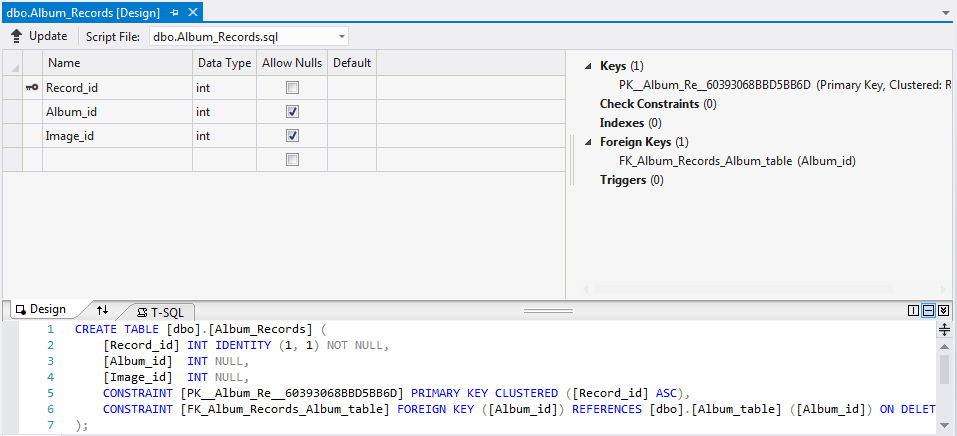 dbo.Album_Records [Design]
Update Script File: dbo.Album_Records.sql
Name Data Type Allow Nulls Default
Record_id int
Album_id int
Image_id int
Keys (1)
PK__Album_Re__60393068BBD5BB6D (Primary Key, Clustered: R
Check Constraints (0)
Indexes (0)
Foreign Keys (1)
FK_Album_Records_Album_table (Album_id)
Triggers (0)
Design T-SQL
1 CREATE TABLE [dbo].[Album_Records] (
2 [Record_id] INT IDENTITY (1, 1) NOT NULL,
3 [Album_id] INT NULL,
4 [Image_id] INT NULL,
5 CONSTRAINT [PK__Album_Re__60393068BBD5BB6D] PRIMARY KEY CLUSTERED ([Record_id] ASC),
6 CONSTRAINT [FK_Album_Records_Album_table] FOREIGN KEY ([Album_id]) REFERENCES [dbo].[Album_table] ([Album_id]) ON DELET
7 );